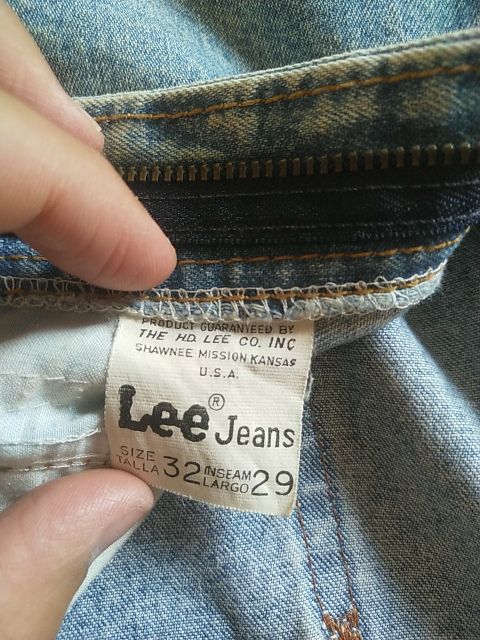 PRODUCT GUARANTEED BY
THE H.D. LEE CO. INC
SHAWNEE MISSION, KANSAS
U.S.A.
Lee® Jeans
SIZE TALLA 32 INSEAM LARGO 29